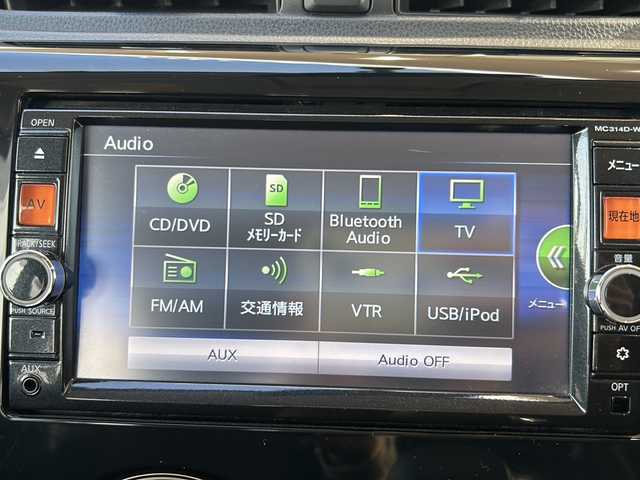 OPEN
MC314D-W
Audio
メニュー
AV
現在地
CD/DVD
SD
メモリーカード
Bluetooth
Audio
TV
TRACK/SEEK
音量
FM/AM
交通情報
VTR
USB/iPod
メニュー
PUSH SOURCE
PUSH AV OF
AUX
Audio OFF
AUX
OPT